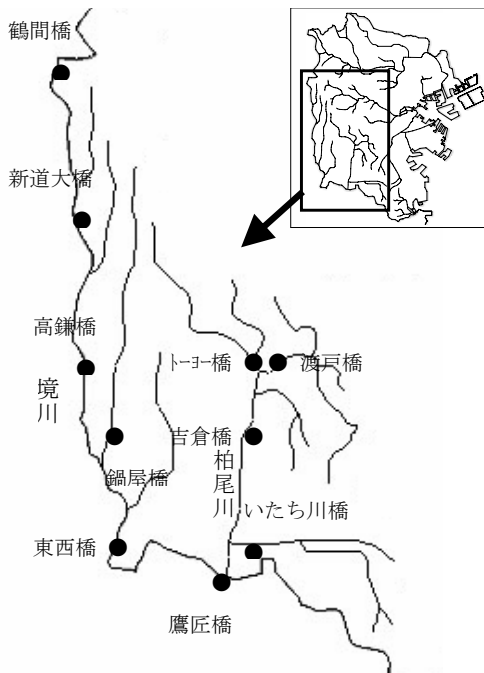 鶴間橋
新道大橋
高鎌橋
境川
ﾄｰﾖｰ橋
渡戸橋
吉倉橋
柏尾川
鍋屋橋
いたち川橋
東西橋
鷹匠橋